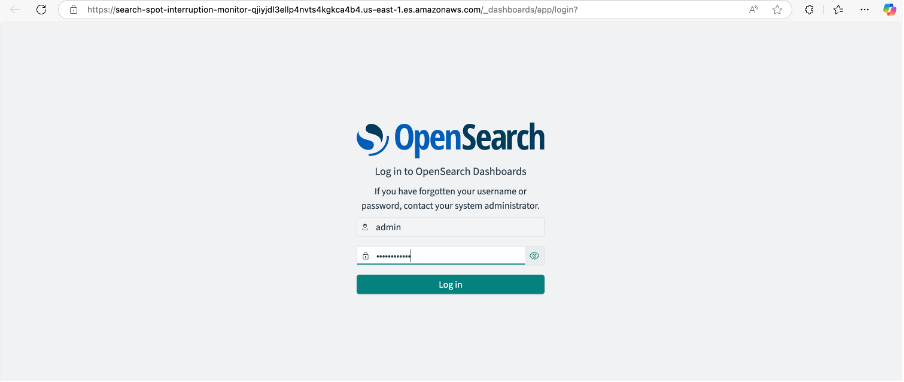 https://search-spot-interruption-monitor-qjiyjdl3ellp4nvts4kgkca4b4.us-east-1.es.amazonaws.com/_dashboards/app/login?
OpenSearch
Log in to OpenSearch Dashboards
If you have forgotten your username or
password, contact your system administrator.
admin
••••••••••••
Log in